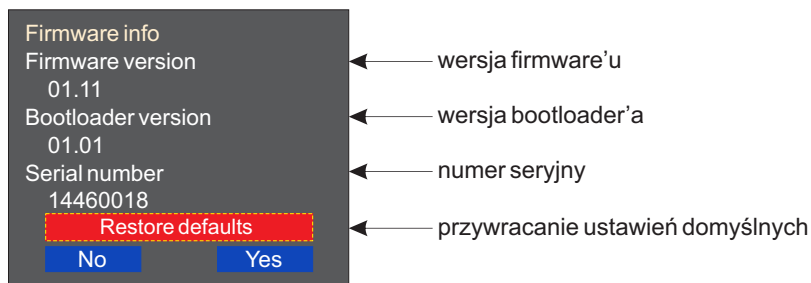 Firmware info
Firmware version
wersja firmware'u
01.11
Bootloader version
wersja bootloader'a
01.01
Serial number
numer seryjny
14460018
Restore defaults
przywracanie ustawień domyślnych
No Yes